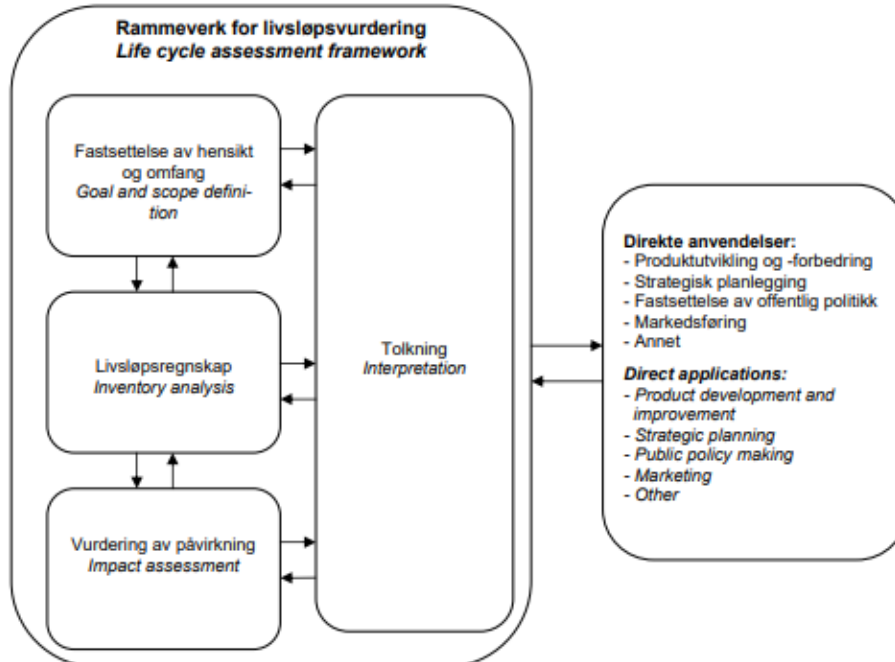 Rammeverk for livsløpsvurdering
Life cycle assessment framework
Fastsettelse av hensikt
og omfang
Goal and scope defini-
tion
Livsløpsregnskap
Inventory analysis
Vurdering av påvirkning
Impact assessment
Tolkning
Interpretation
Direkte anvendelser:
- Produktutvikling og -forbedring
- Strategisk planlegging
- Fastsettelse av offentlig politikk
- Markedsføring
- Annet
Direct applications:
- Product development and
improvement
- Strategic planning
- Public policy making
- Marketing
- Other